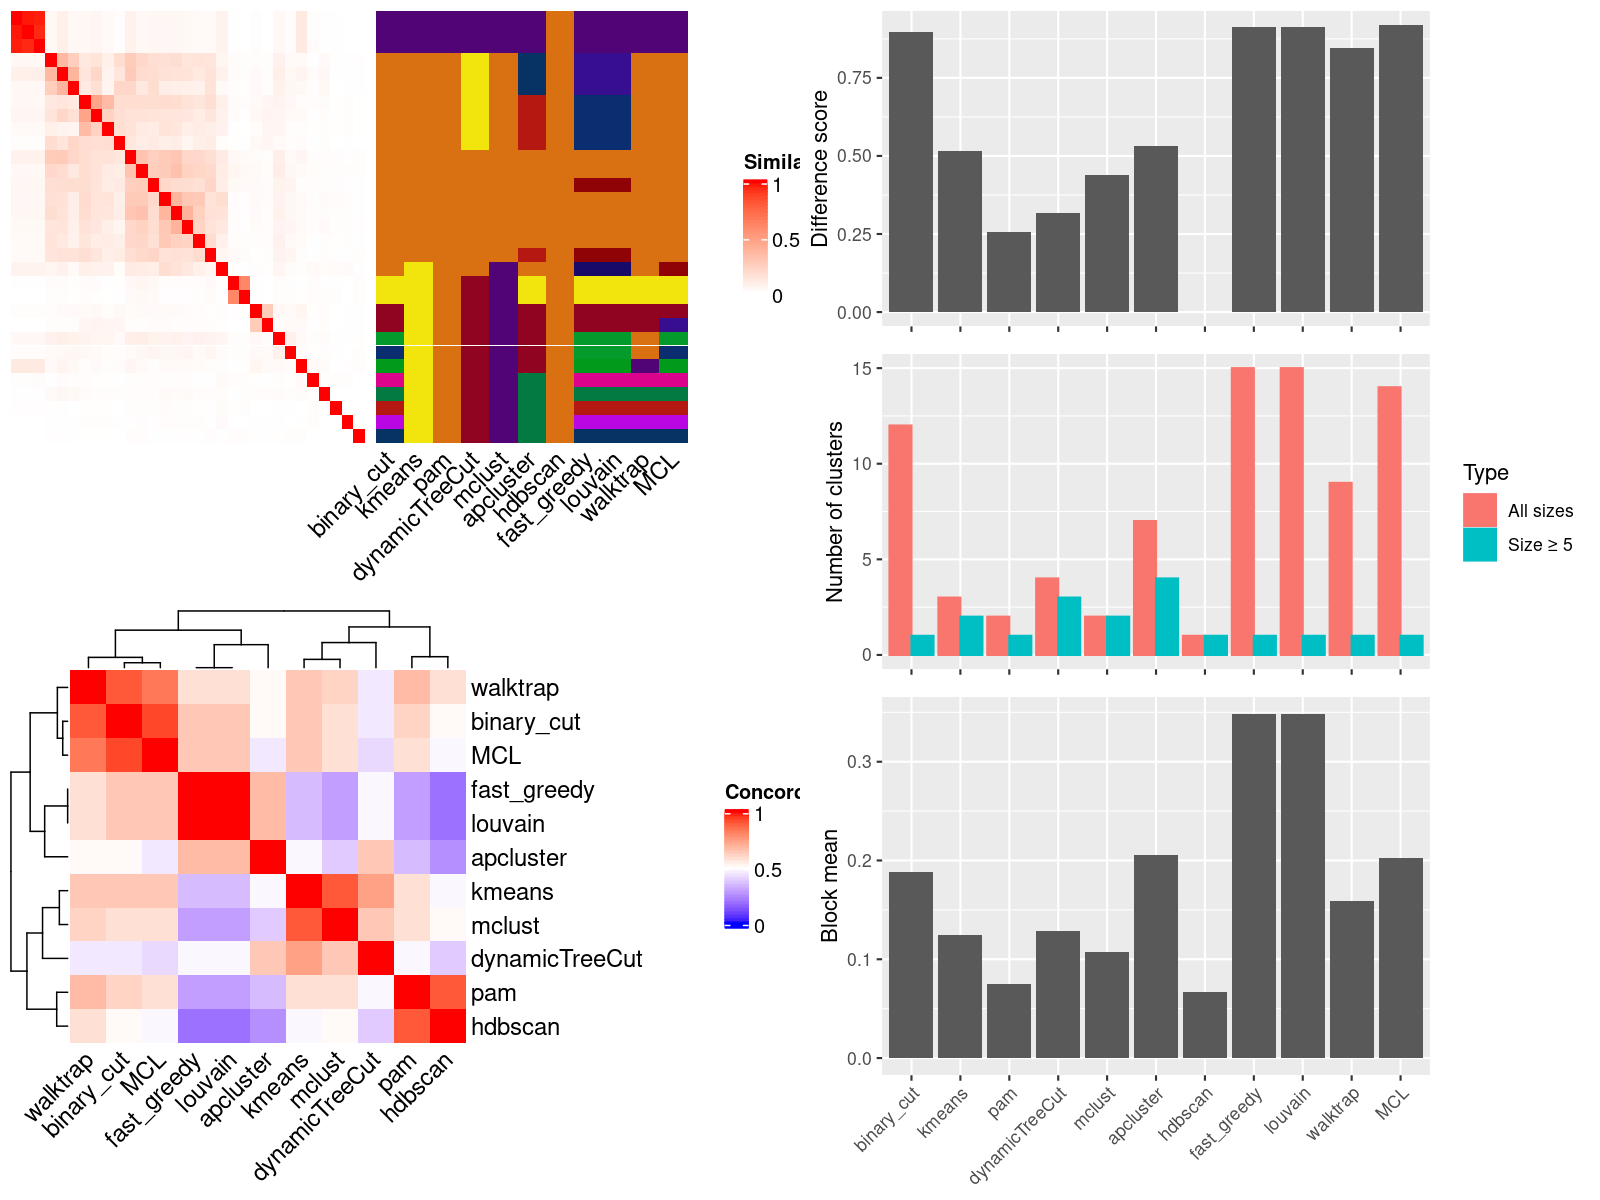 Simila
1
0.5
0
binary_cut
kmeans
pam
dynamicTreeCut
mclust
apcluster
hdbscan
fast_greedy
louvain
walktrap
MCL
Difference score
0.75
0.50
0.25
0.00
Number of clusters
15
10
5
0
Type
All sizes
Size ≥ 5
walktrap
binary_cut
MCL
fast_greedy
louvain
apcluster
kmeans
mclust
dynamicTreeCut
pam
hdbscan
walktrap
binary_cut
MCL
fast_greedy
louvain
apcluster
kmeans
mclust
dynamicTreeCut
pam
hdbscan
Concord
1
0.5
0
Block mean
0.3
0.2
0.1
0.0
binary_cut
kmeans
pam
dynamicTreeCut
mclust
apcluster
hdbscan
fast_greedy
louvain
walktrap
MCL